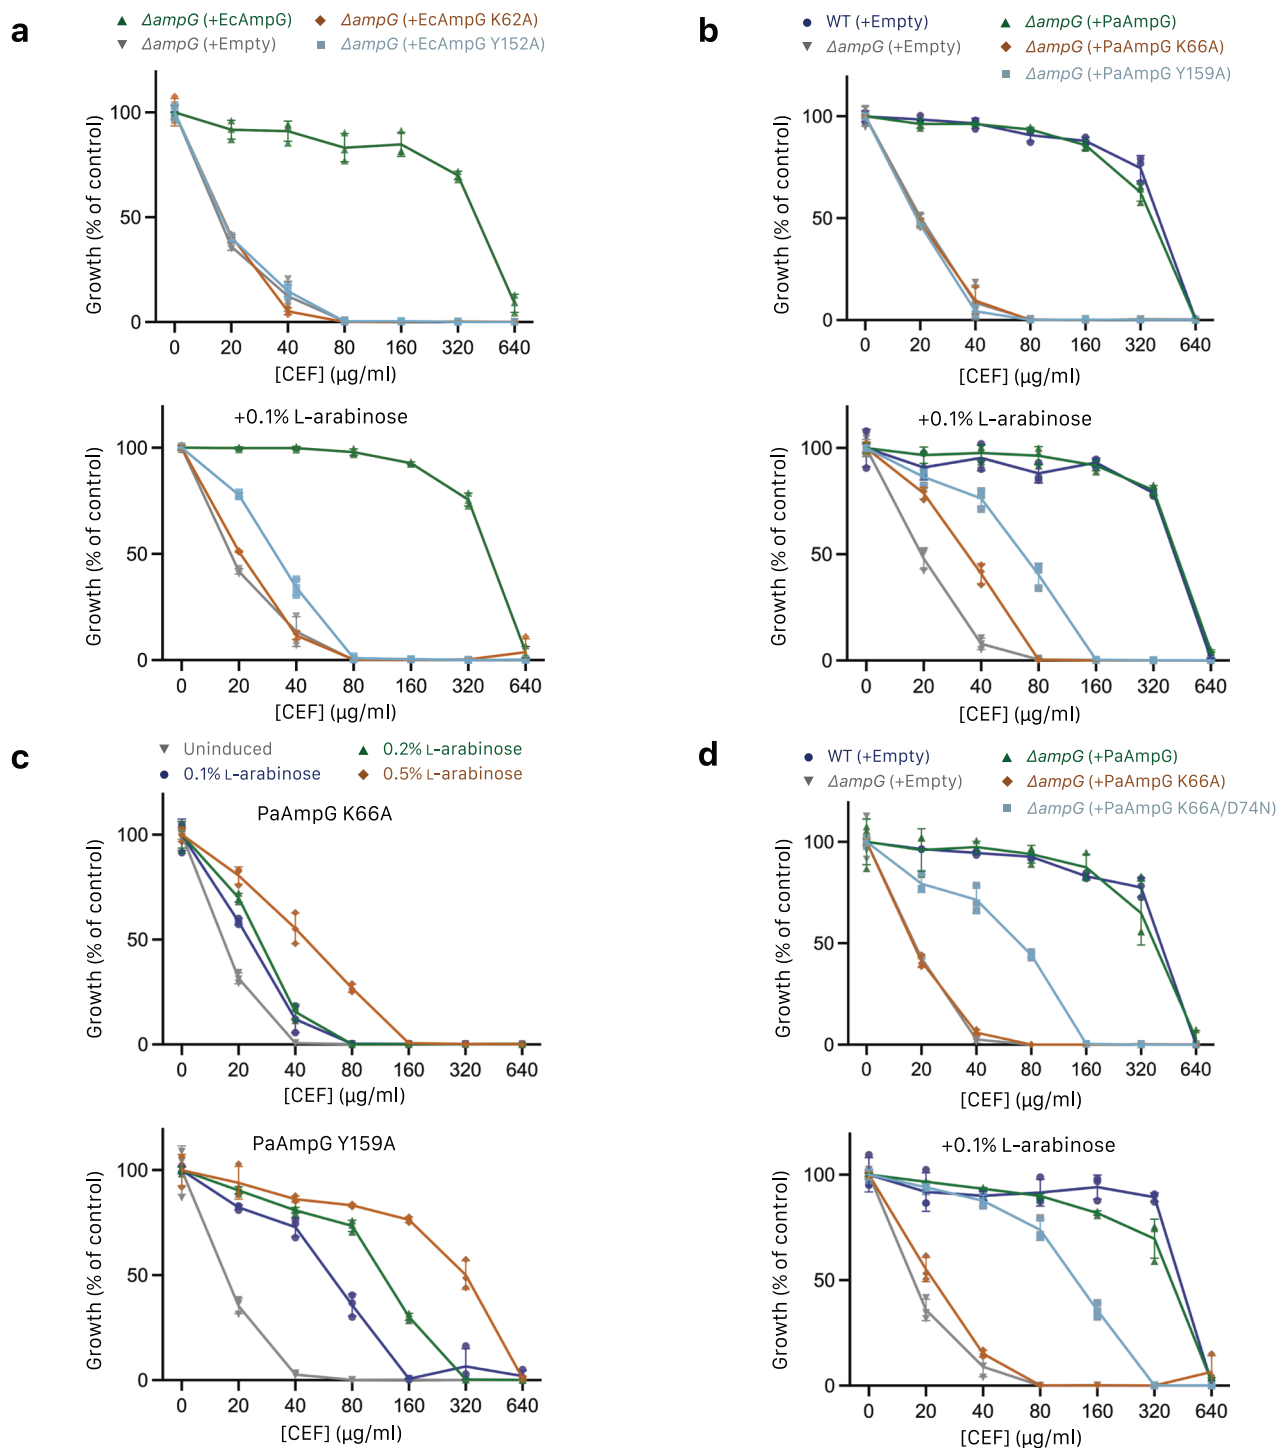 a
ΔampG (+EcAmpG) ΔampG (+EcAmpG K62A)
ΔampG (+Empty) ΔampG (+EcAmpG Y152A)
Growth (% of control)
100
50
0
0 20 40 80 160 320 640
[CEF] (µg/ml)
+0.1% L-arabinose
Growth (% of control)
100
50
0
0 20 40 80 160 320 640
[CEF] (µg/ml)
b
WT (+Empty) ΔampG (+PaAmpG)
ΔampG (+Empty) ΔampG (+PaAmpG K66A)
ΔampG (+PaAmpG Y159A)
Growth (% of control)
100
50
0
0 20 40 80 160 320 640
[CEF] (µg/ml)
+0.1% L-arabinose
Growth (% of control)
100
50
0
0 20 40 80 160 320 640
[CEF] (µg/ml)
c
Uninduced 0.2% L-arabinose
0.1% L-arabinose 0.5% L-arabinose
PaAmpG K66A
Growth (% of control)
100
50
0
0 20 40 80 160 320 640
[CEF] (µg/ml)
PaAmpG Y159A
Growth (% of control)
100
50
0
0 20 40 80 160 320 640
[CEF] (µg/ml)
d
WT (+Empty) ΔampG (+PaAmpG)
ΔampG (+Empty) ΔampG (+PaAmpG K66A)
ΔampG (+PaAmpG K66A/D74N)
Growth (% of control)
100
50
0
0 20 40 80 160 320 640
[CEF] (µg/ml)
+0.1% L-arabinose
Growth (% of control)
100
50
0
0 20 40 80 160 320 640
[CEF] (µg/ml)